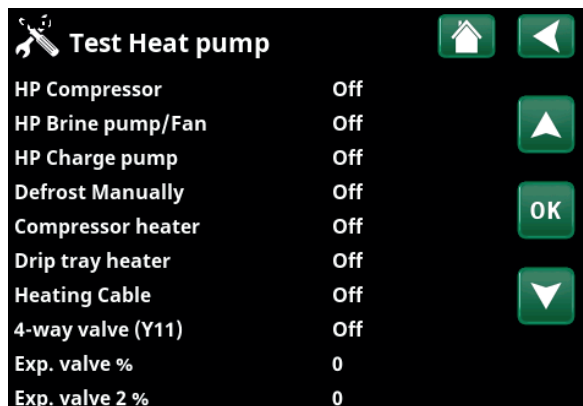 Test Heat pump
HP Compressor Off
HP Brine pump/Fan Off
HP Charge pump Off
Defrost Manually Off
Compressor heater Off
Drip tray heater Off
OK
Heating Cable Off
4-way valve (Y11) Off
Exp. valve % 0
Exp. valve 2 % 0